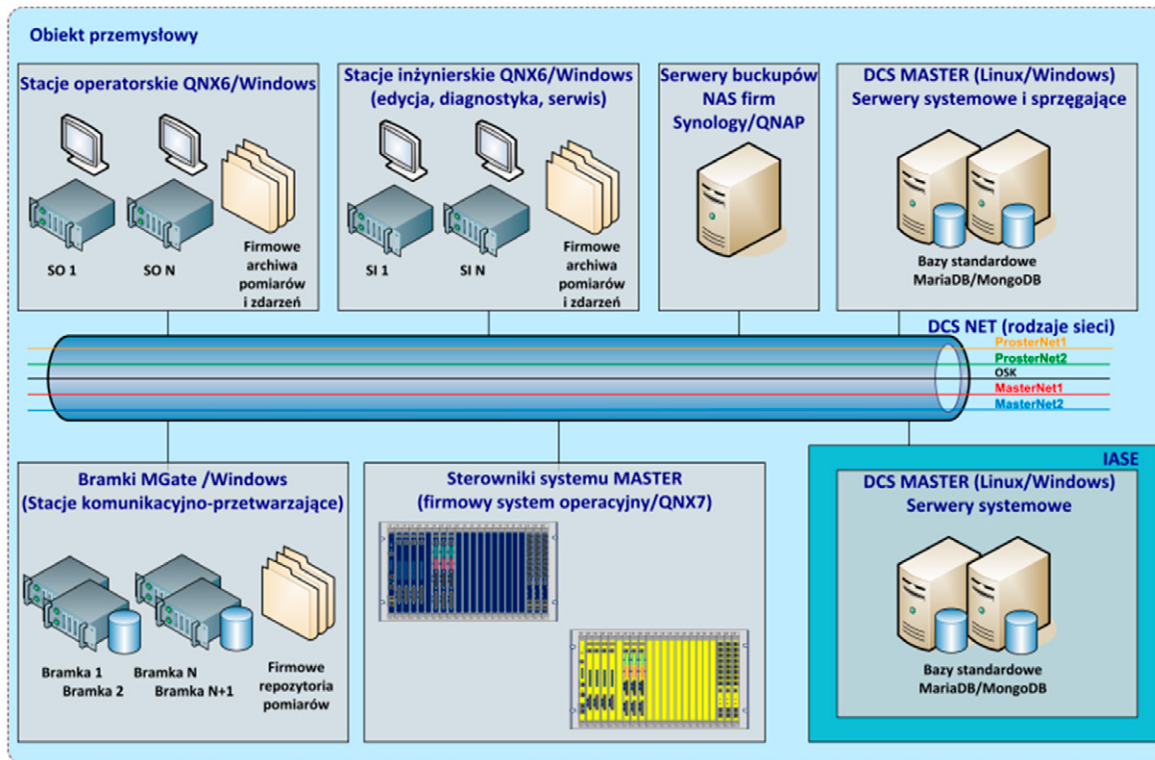 Obiekt przemysłowy
Stacje operatorskie QNX6/Windows
SO 1
SO N
Firmowe
archiwa
pomiarów
i zdarzeń
Stacje inżynierskie QNX6/Windows
(edycja, diagnostyka, serwis)
SI 1
SI N
Firmowe
archiwa
pomiarów
i zdarzeń
Serwery buckupów
NAS firm
Synology/QNAP
DCS MASTER (Linux/Windows)
Serwery systemowe i sprzęgające
Bazy standardowe
MariaDB/MongoDB
DCS NET (rodzaje sieci)
ProsterNet1
ProsterNet2
OSK
MasterNet1
MasterNet2
Bramki MGate /Windows
(Stacje komunikacyjno-przetwarzające)
Bramka 1
Bramka 2
Bramka N
Bramka N+1
Firmowe
repozytoria
pomiarów
Sterowniki systemu MASTER
(firmowy system operacyjny/QNX7)
IASE
DCS MASTER (Linux/Windows)
Serwery systemowe
Bazy standardowe
MariaDB/MongoDB